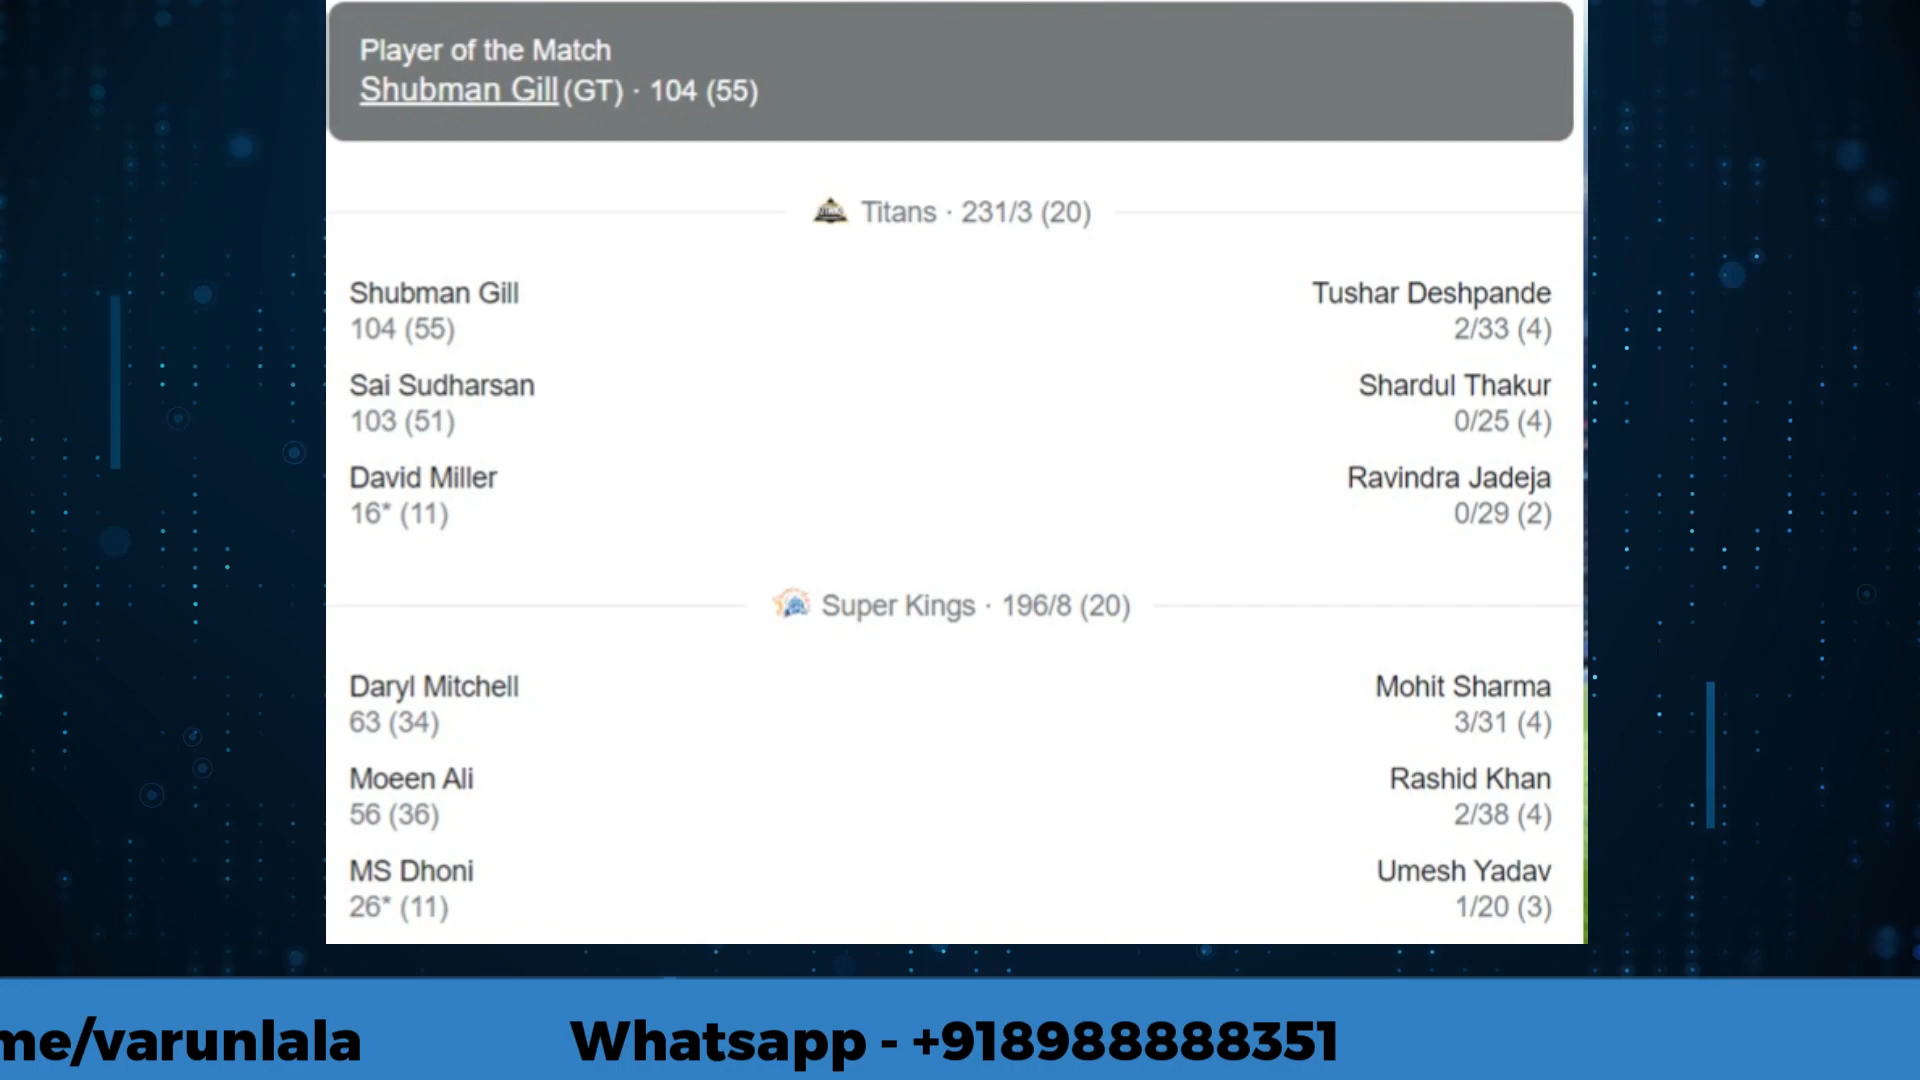 Player of the Match
Shubman Gill (GT) · 104 (55)
Titans · 231/3 (20)
Shubman Gill
104 (55)
Tushar Deshpande
2/33 (4)
Sai Sudharsan
103 (51)
Shardul Thakur
0/25 (4)
David Miller
16* (11)
Ravindra Jadeja
0/29 (2)
Super Kings · 196/8 (20)
Daryl Mitchell
63 (34)
Mohit Sharma
3/31 (4)
Moeen Ali
56 (36)
Rashid Khan
2/38 (4)
MS Dhoni
26* (11)
Umesh Yadav
1/20 (3)
me/varunlala Whatsapp - +918988888351